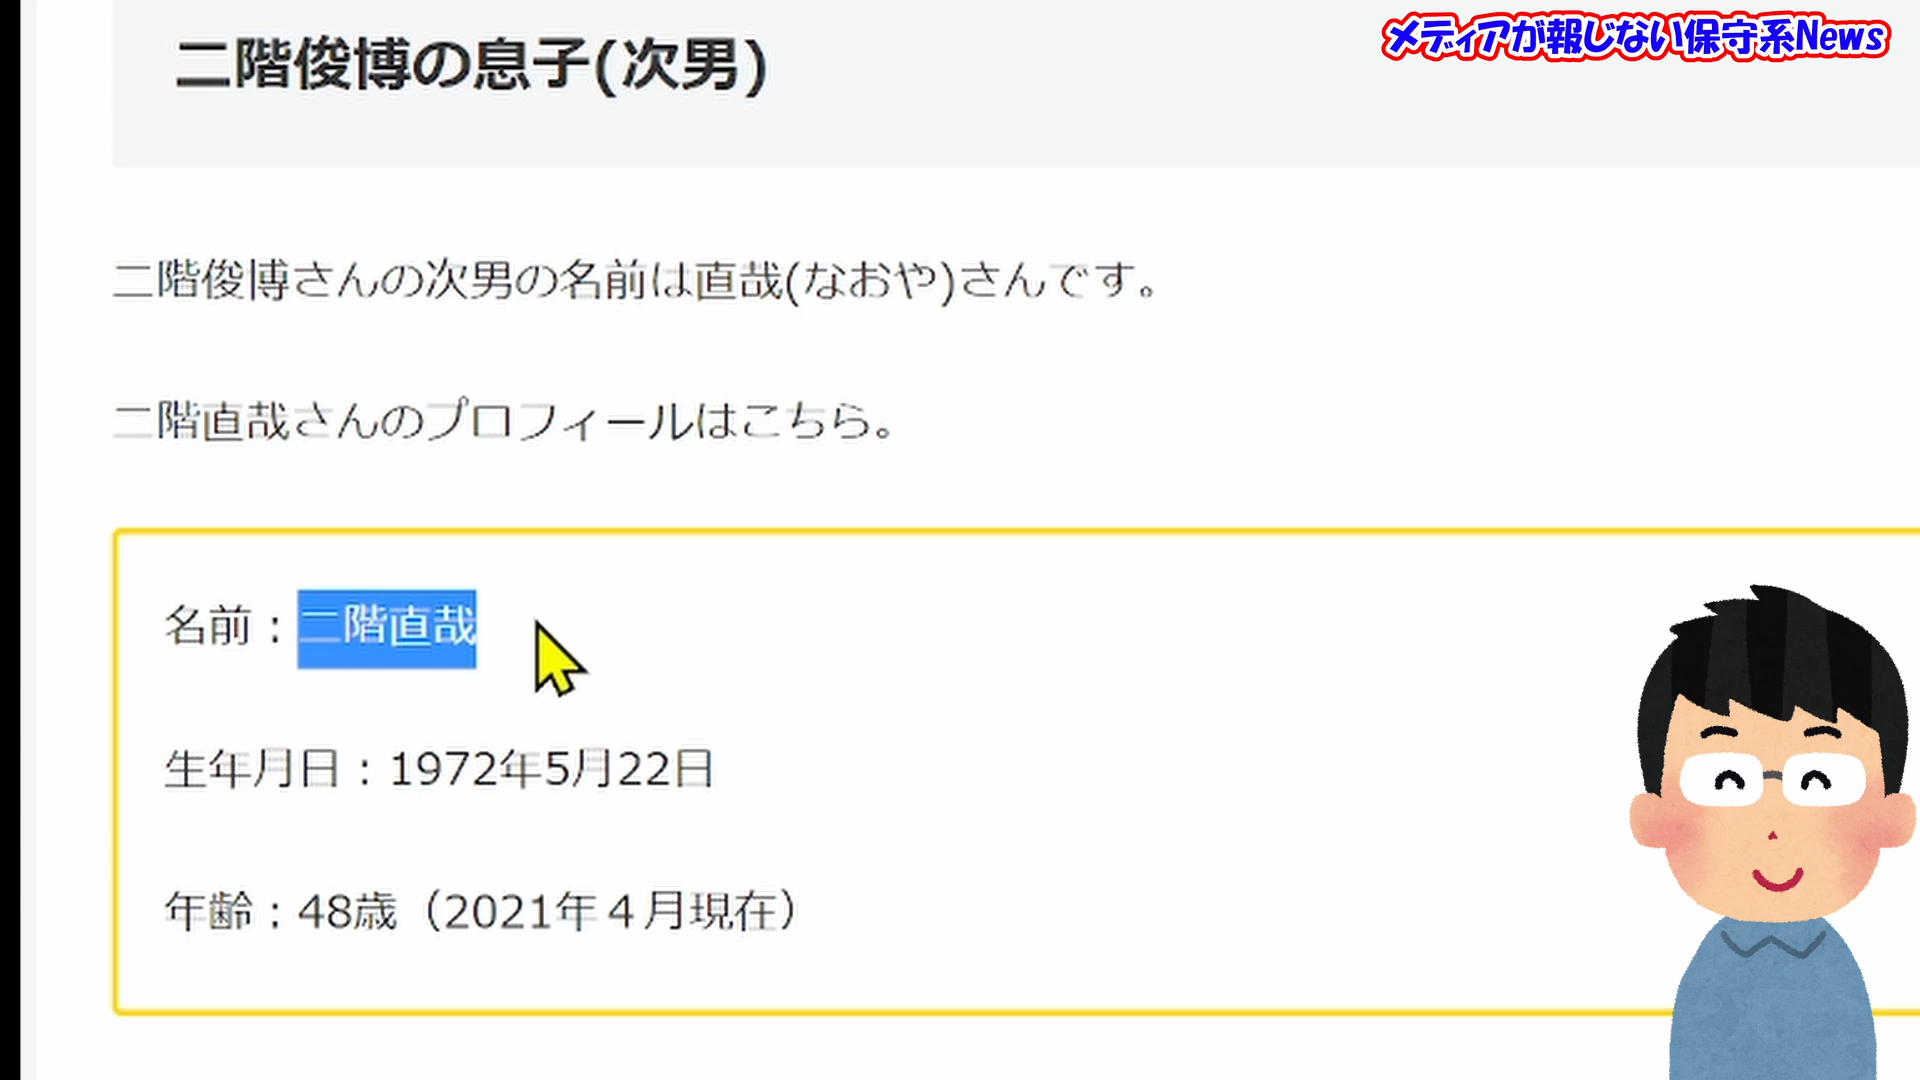 メディアが報じない保守系News
二階俊博の息子(次男)
二階俊博さんの次男の名前は直哉(なおや)さんです。
二階直哉さんのプロフィールはこちら。
名前：二階直哉
生年月日：1972年5月22日
年齢：48歳（2021年４月現在）